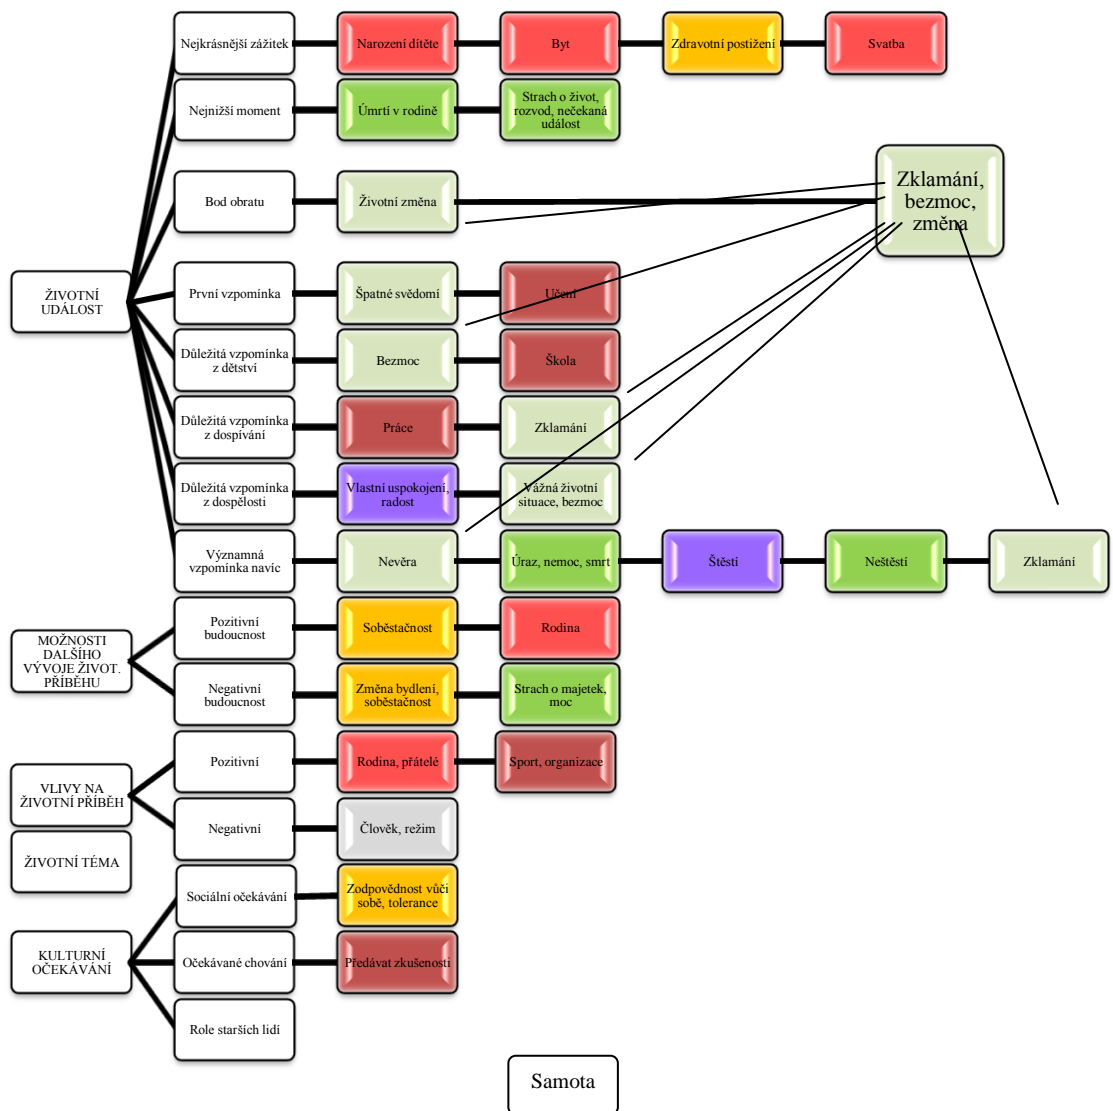 Nejkrásnější zážitek
Narození dítěte
Byt
Zdravotní postižení
Svatba
Nejnižší moment
Úmrtí v rodině
Strach o život,
rozvod, nečekaná
událost
Bod obratu
Životní změna
Zklamání,
bezmoc,
změna
ŽIVOTNÍ
UDÁLOST
První vzpomínka
Špatné svědomí
Učení
Důležitá vzpomínka
z dětství
Bezmoc
Škola
Důležitá vzpomínka
z dospívání
Práce
Zklamání
Důležitá vzpomínka
z dospělosti
Vlastní uspokojení,
radost
Vážná životní
situace, bezmoc
Významná
vzpomínka navíc
Nevěra
Úraz, nemoc, smrt
Štěstí
Neštěstí
Zklamání
MOŽNOSTI
DALŠÍHO
VÝVOJE ŽIVOT.
PŘÍBĚHU
Pozitivní
budoucnost
Soběstačnost
Rodina
Negativní
budoucnost
Změna bydlení,
soběstačnost
Strach o majetek,
moc
VLIVY NA
ŽIVOTNÍ PŘÍBĚH
Pozitivní
Rodina, přátelé
Sport, organizace
Negativní
Člověk, režim
ŽIVOTNÍ TÉMA
KULTURNÍ
OČEKÁVÁNÍ
Sociální očekávání
Zodpovědnost vůči
sobě, tolerance
Očekávané chování
Předávat zkušenosti
Role starších lidí
Samota